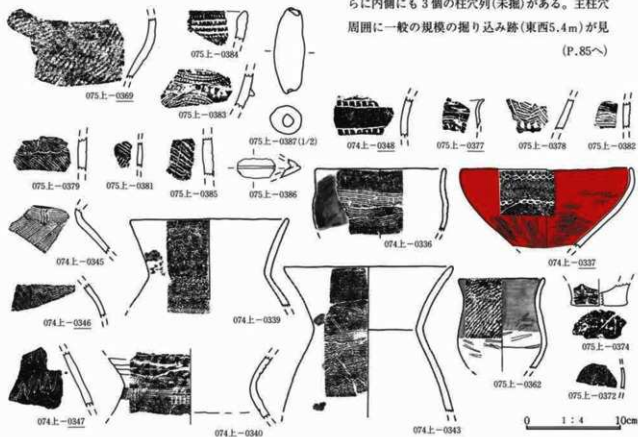 らに内側にも3個の柱穴列(未掘)がある。主柱穴
周囲に一般の規模の掘り込み跡(東西5.4m)が見
(P.85へ)
075上-0369
075上-0384
075上-0383
075上-0387(1/2)
074上-0348
075上-0377
075上-0378
075上-0382
075上-0379
075上-0381
075上-0385
075上-0386
074上-0345
074上-0336
074上-0337
074上-0346
074上-0339
075上-0362
075上-0374
075上-0372
074上-0347
074上-0340
074上-0343
0 1:4 10cm